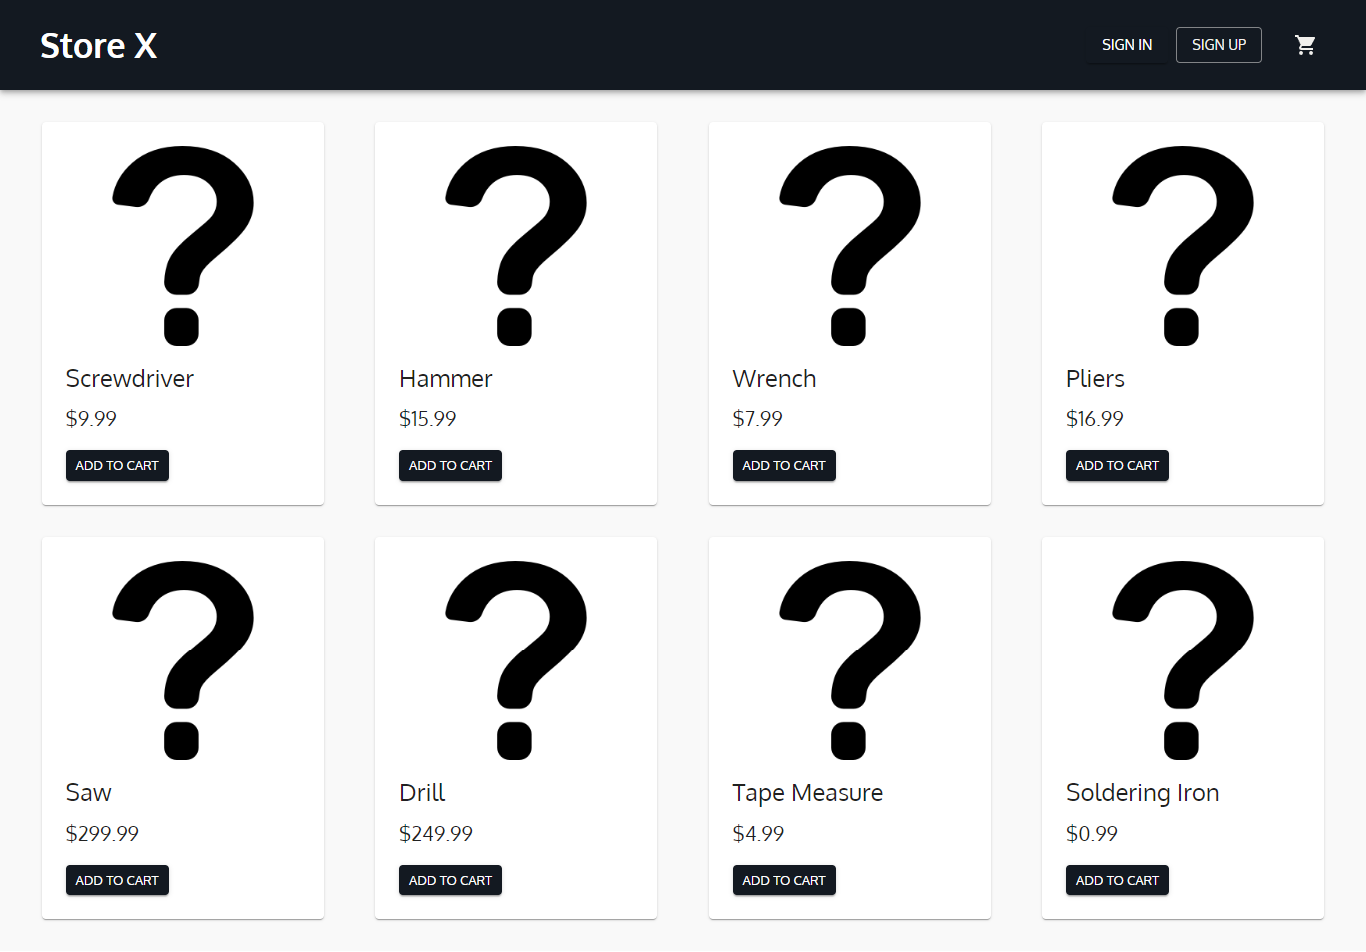 Store X
SIGN IN
SIGN UP
?
?
?
?
Screwdriver
Hammer
Wrench
Pliers
$9.99
$15.99
$7.99
$16.99
ADD TO CART
ADD TO CART
ADD TO CART
ADD TO CART
?
?
?
?
Saw
Drill
Tape Measure
Soldering Iron
$299.99
$249.99
$4.99
$0.99
ADD TO CART
ADD TO CART
ADD TO CART
ADD TO CART